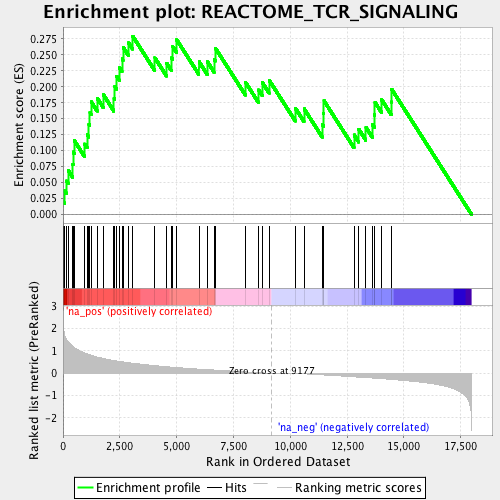 Enrichment plot: REACTOME_TCR_SIGNALING
Enrichment score (ES)
0.275
0.250
0.225
0.200
0.175
0.150
0.125
0.100
0.075
0.050
0.025
0.000
'na_pos' (positively correlated)
Ranked list metric (PreRanked)
3
2
1
0
-1
-2
Zero cross at 9177
'na_neg' (negatively correlated)
0
2,500
5,000
7,500
10,000
12,500
15,000
17,500
Rank in Ordered Dataset
Enrichment profile
Hits
Ranking metric scores